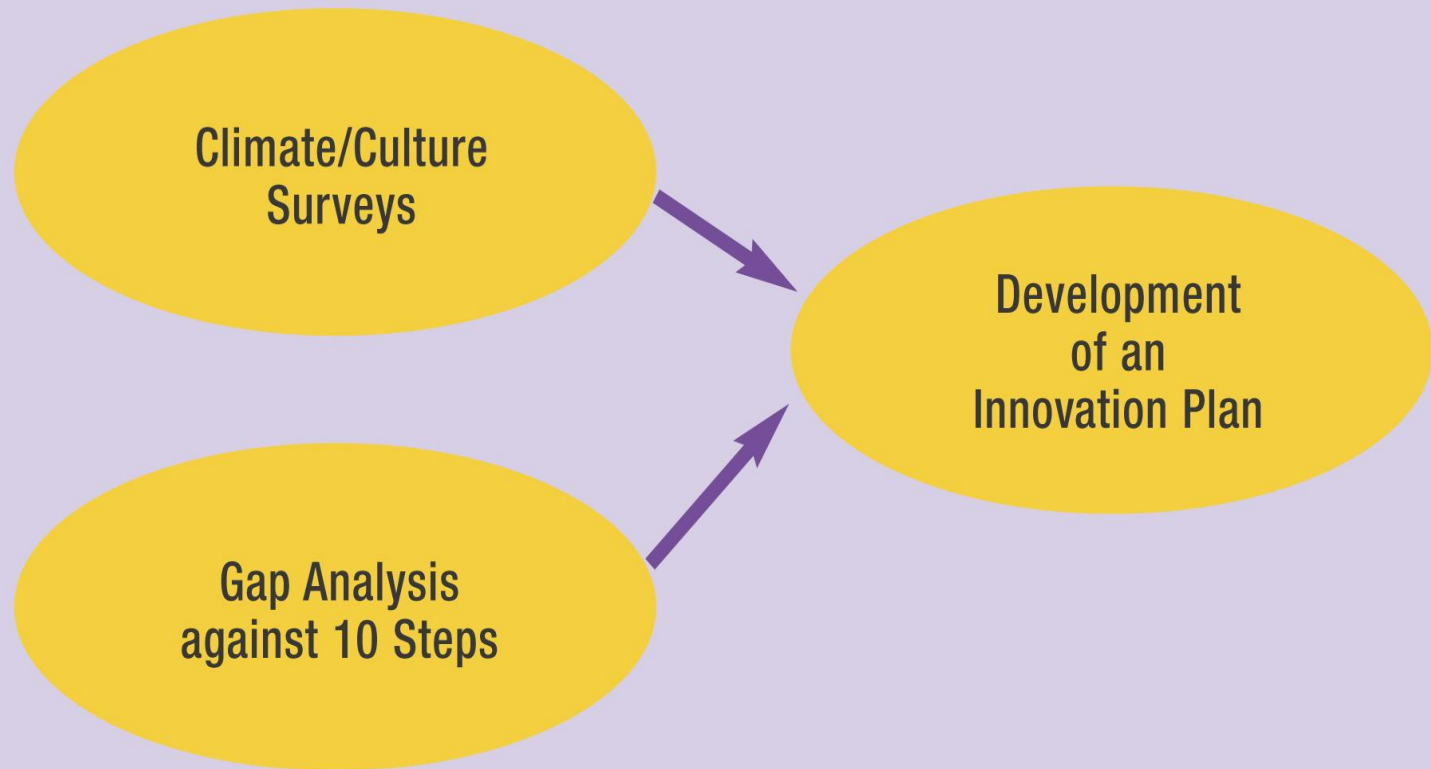 Climate/Culture
Surveys
Development
of an
Innovation Plan
Gap Analysis
against 10 Steps